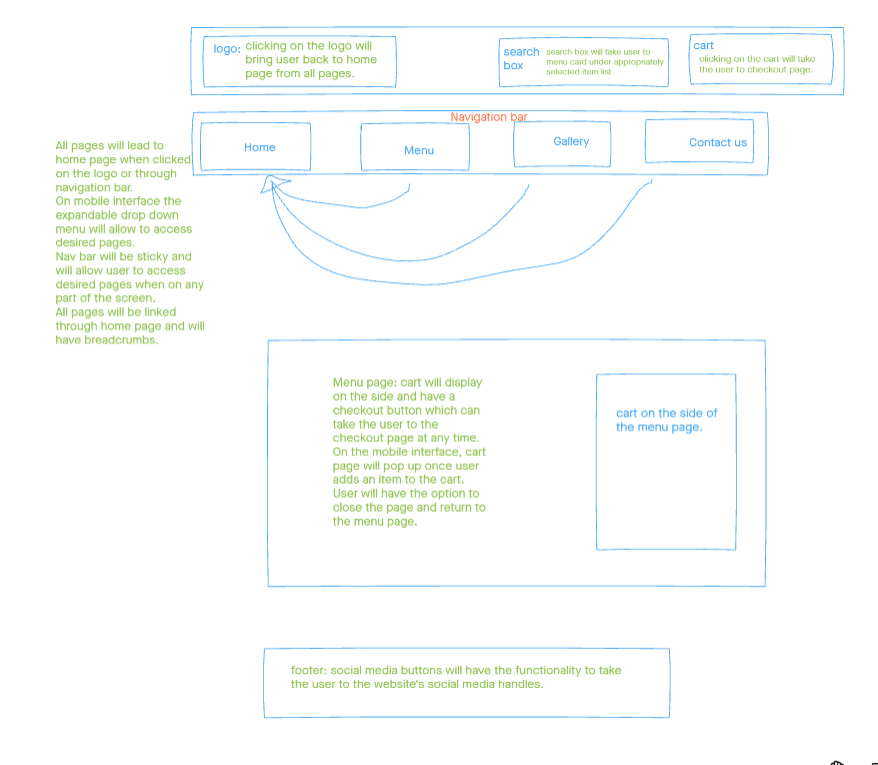 logo: clicking on the logo will
bring user back to home
page from all pages.
search box
search box will take user to
menu card under appropriately
selected item list
cart
clicking on the cart will take
the user to checkout page.
Navigation bar
Home
Menu
Gallery
Contact us
All pages will lead to
home page when clicked
on the logo or through
navigation bar.
On mobile interface the
expandable drop down
menu will allow to access
desired pages.
Nav bar will be sticky and
will allow user to access
desired pages when on any
part of the screen.
All pages will be linked
through home page and will
have breadcrumbs.
Menu page: cart will display
on the side and have a
checkout button which can
take the user to the
checkout page at any time.
On the mobile interface, cart
page will pop up once user
adds an item to the cart.
User will have the option to
close the page and return to
the menu page.
cart on the side of
the menu page.
footer: social media buttons will have the functionality to take
the user to the website's social media handles.